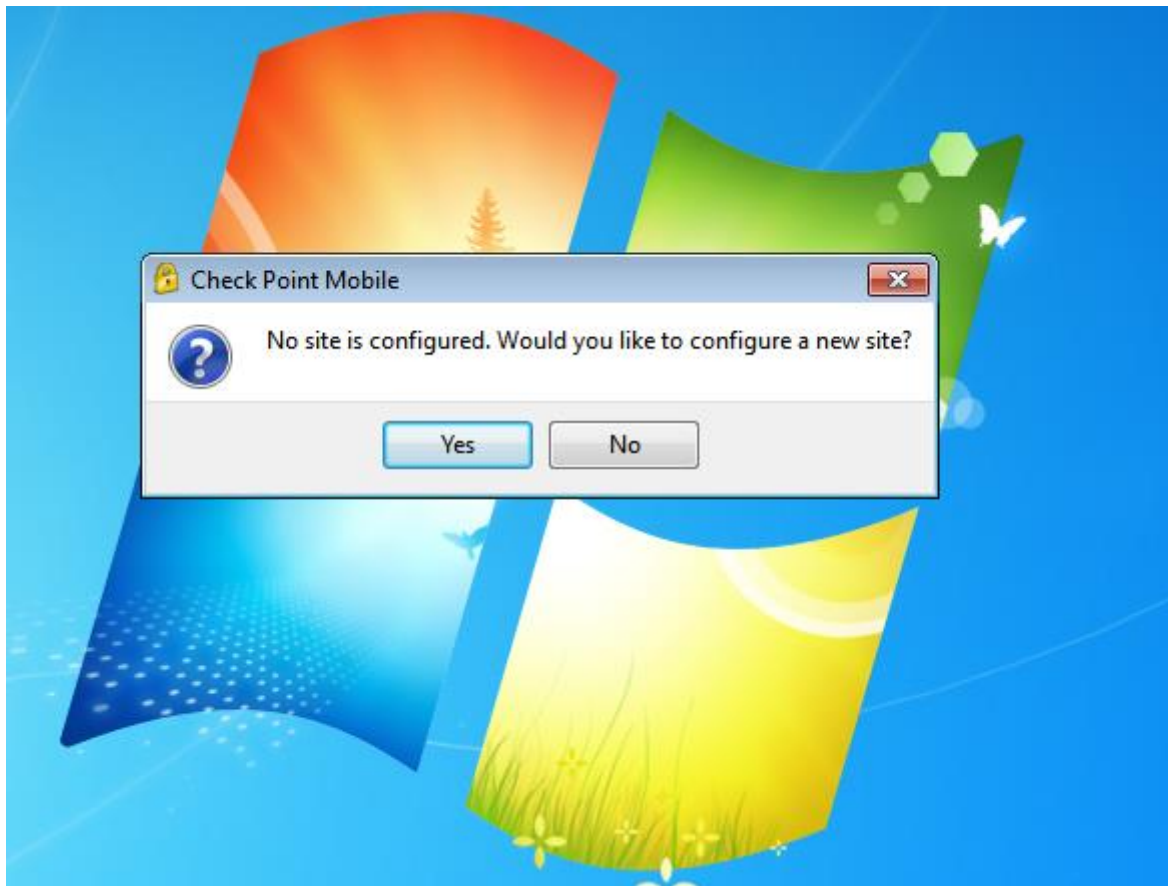 Check Point Mobile
No site is configured. Would you like to configure a new site?
Yes
No